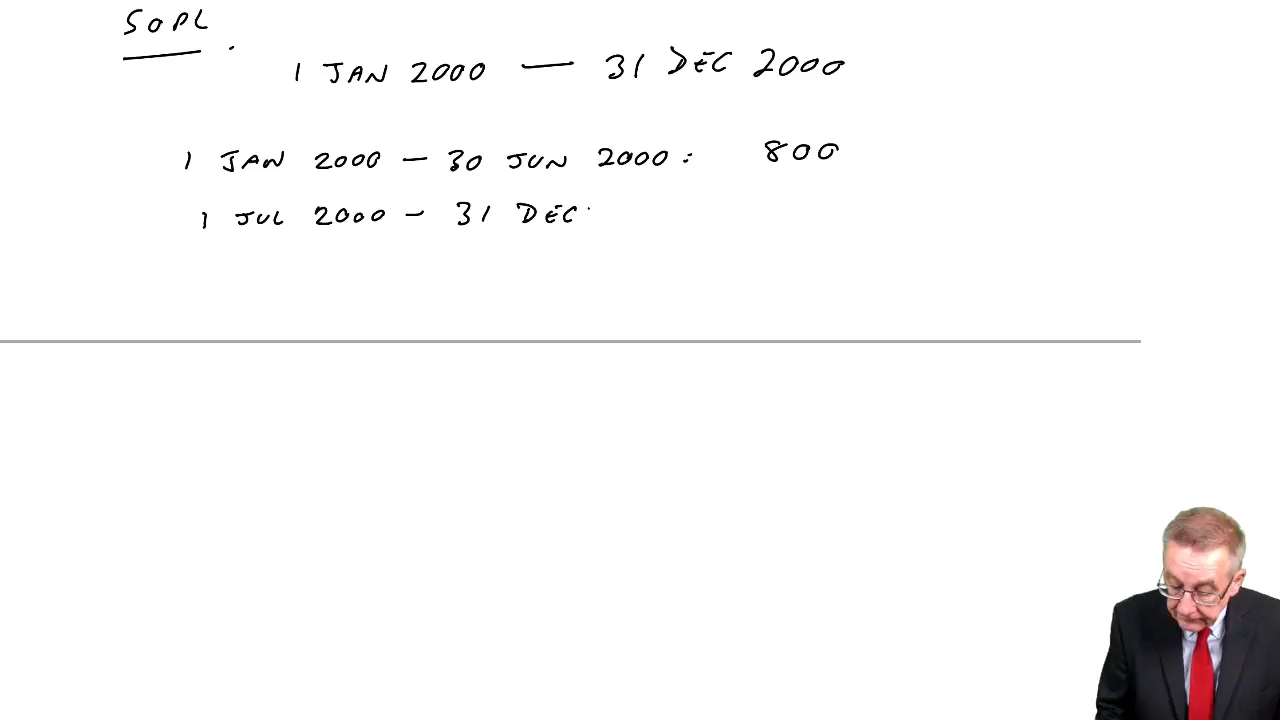 SOPL
1 JAN 2000 — 31 DEC 2000
1 JAN 2000 – 30 JUN 2000 : 800
1 JUL 2000 – 31 DEC